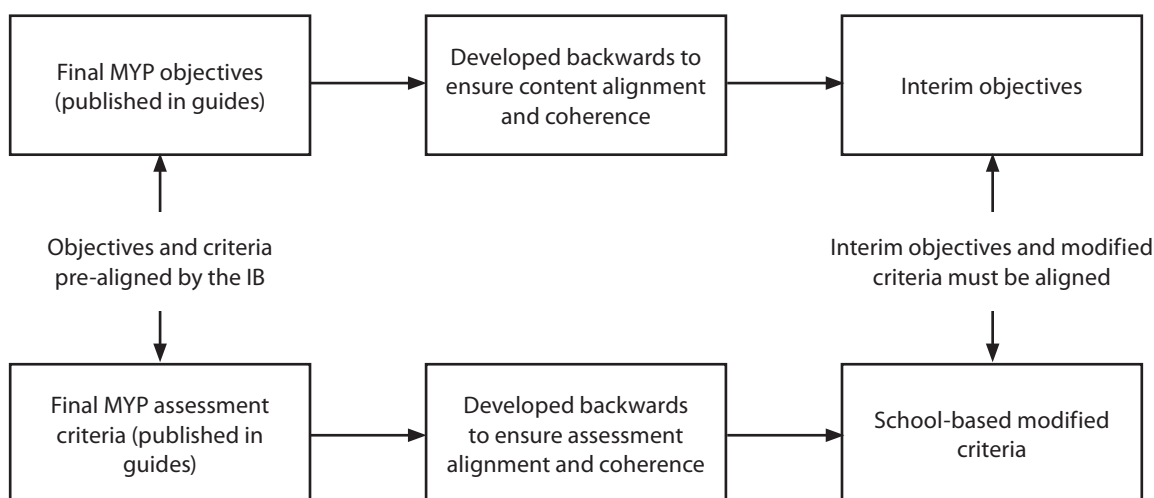 Final MYP objectives
(published in guides)
Developed backwards to
ensure content alignment
and coherence
Interim objectives
Objectives and criteria
pre-aligned by the IB
Interim objectives and modified
criteria must be aligned
Final MYP assessment
criteria (published in
guides)
Developed backwards
to ensure assessment
alignment and coherence
School-based modified
criteria